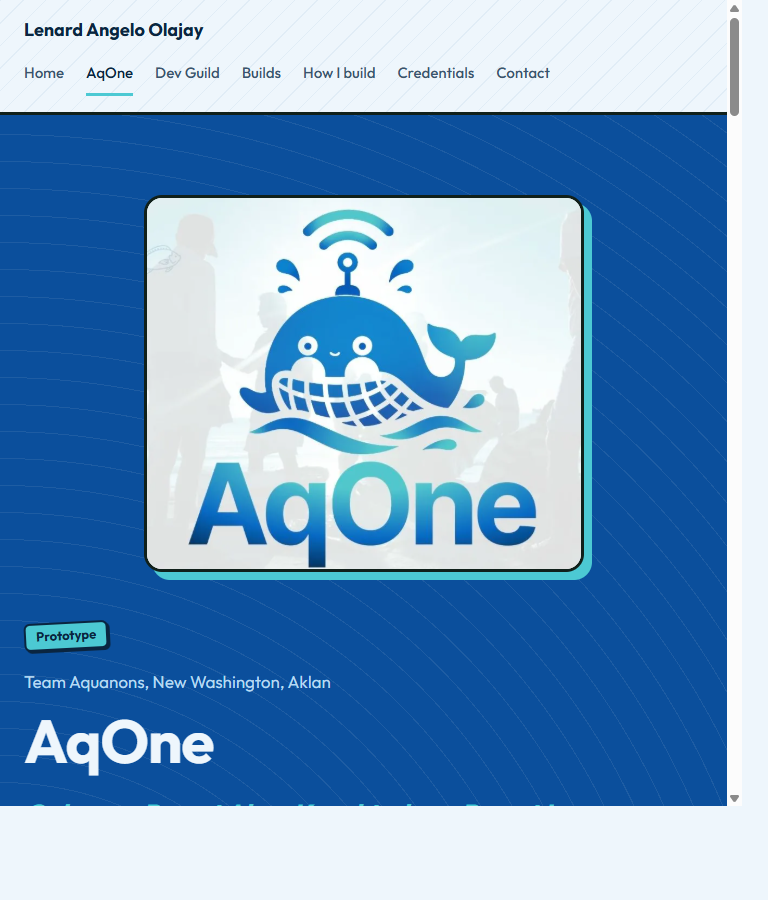 Lenard Angelo Olajay
Home AqOne Dev Guild Builds How I build Credentials Contact
AqOne
Prototype
Team Aquanons, New Washington, Aklan
AqOne